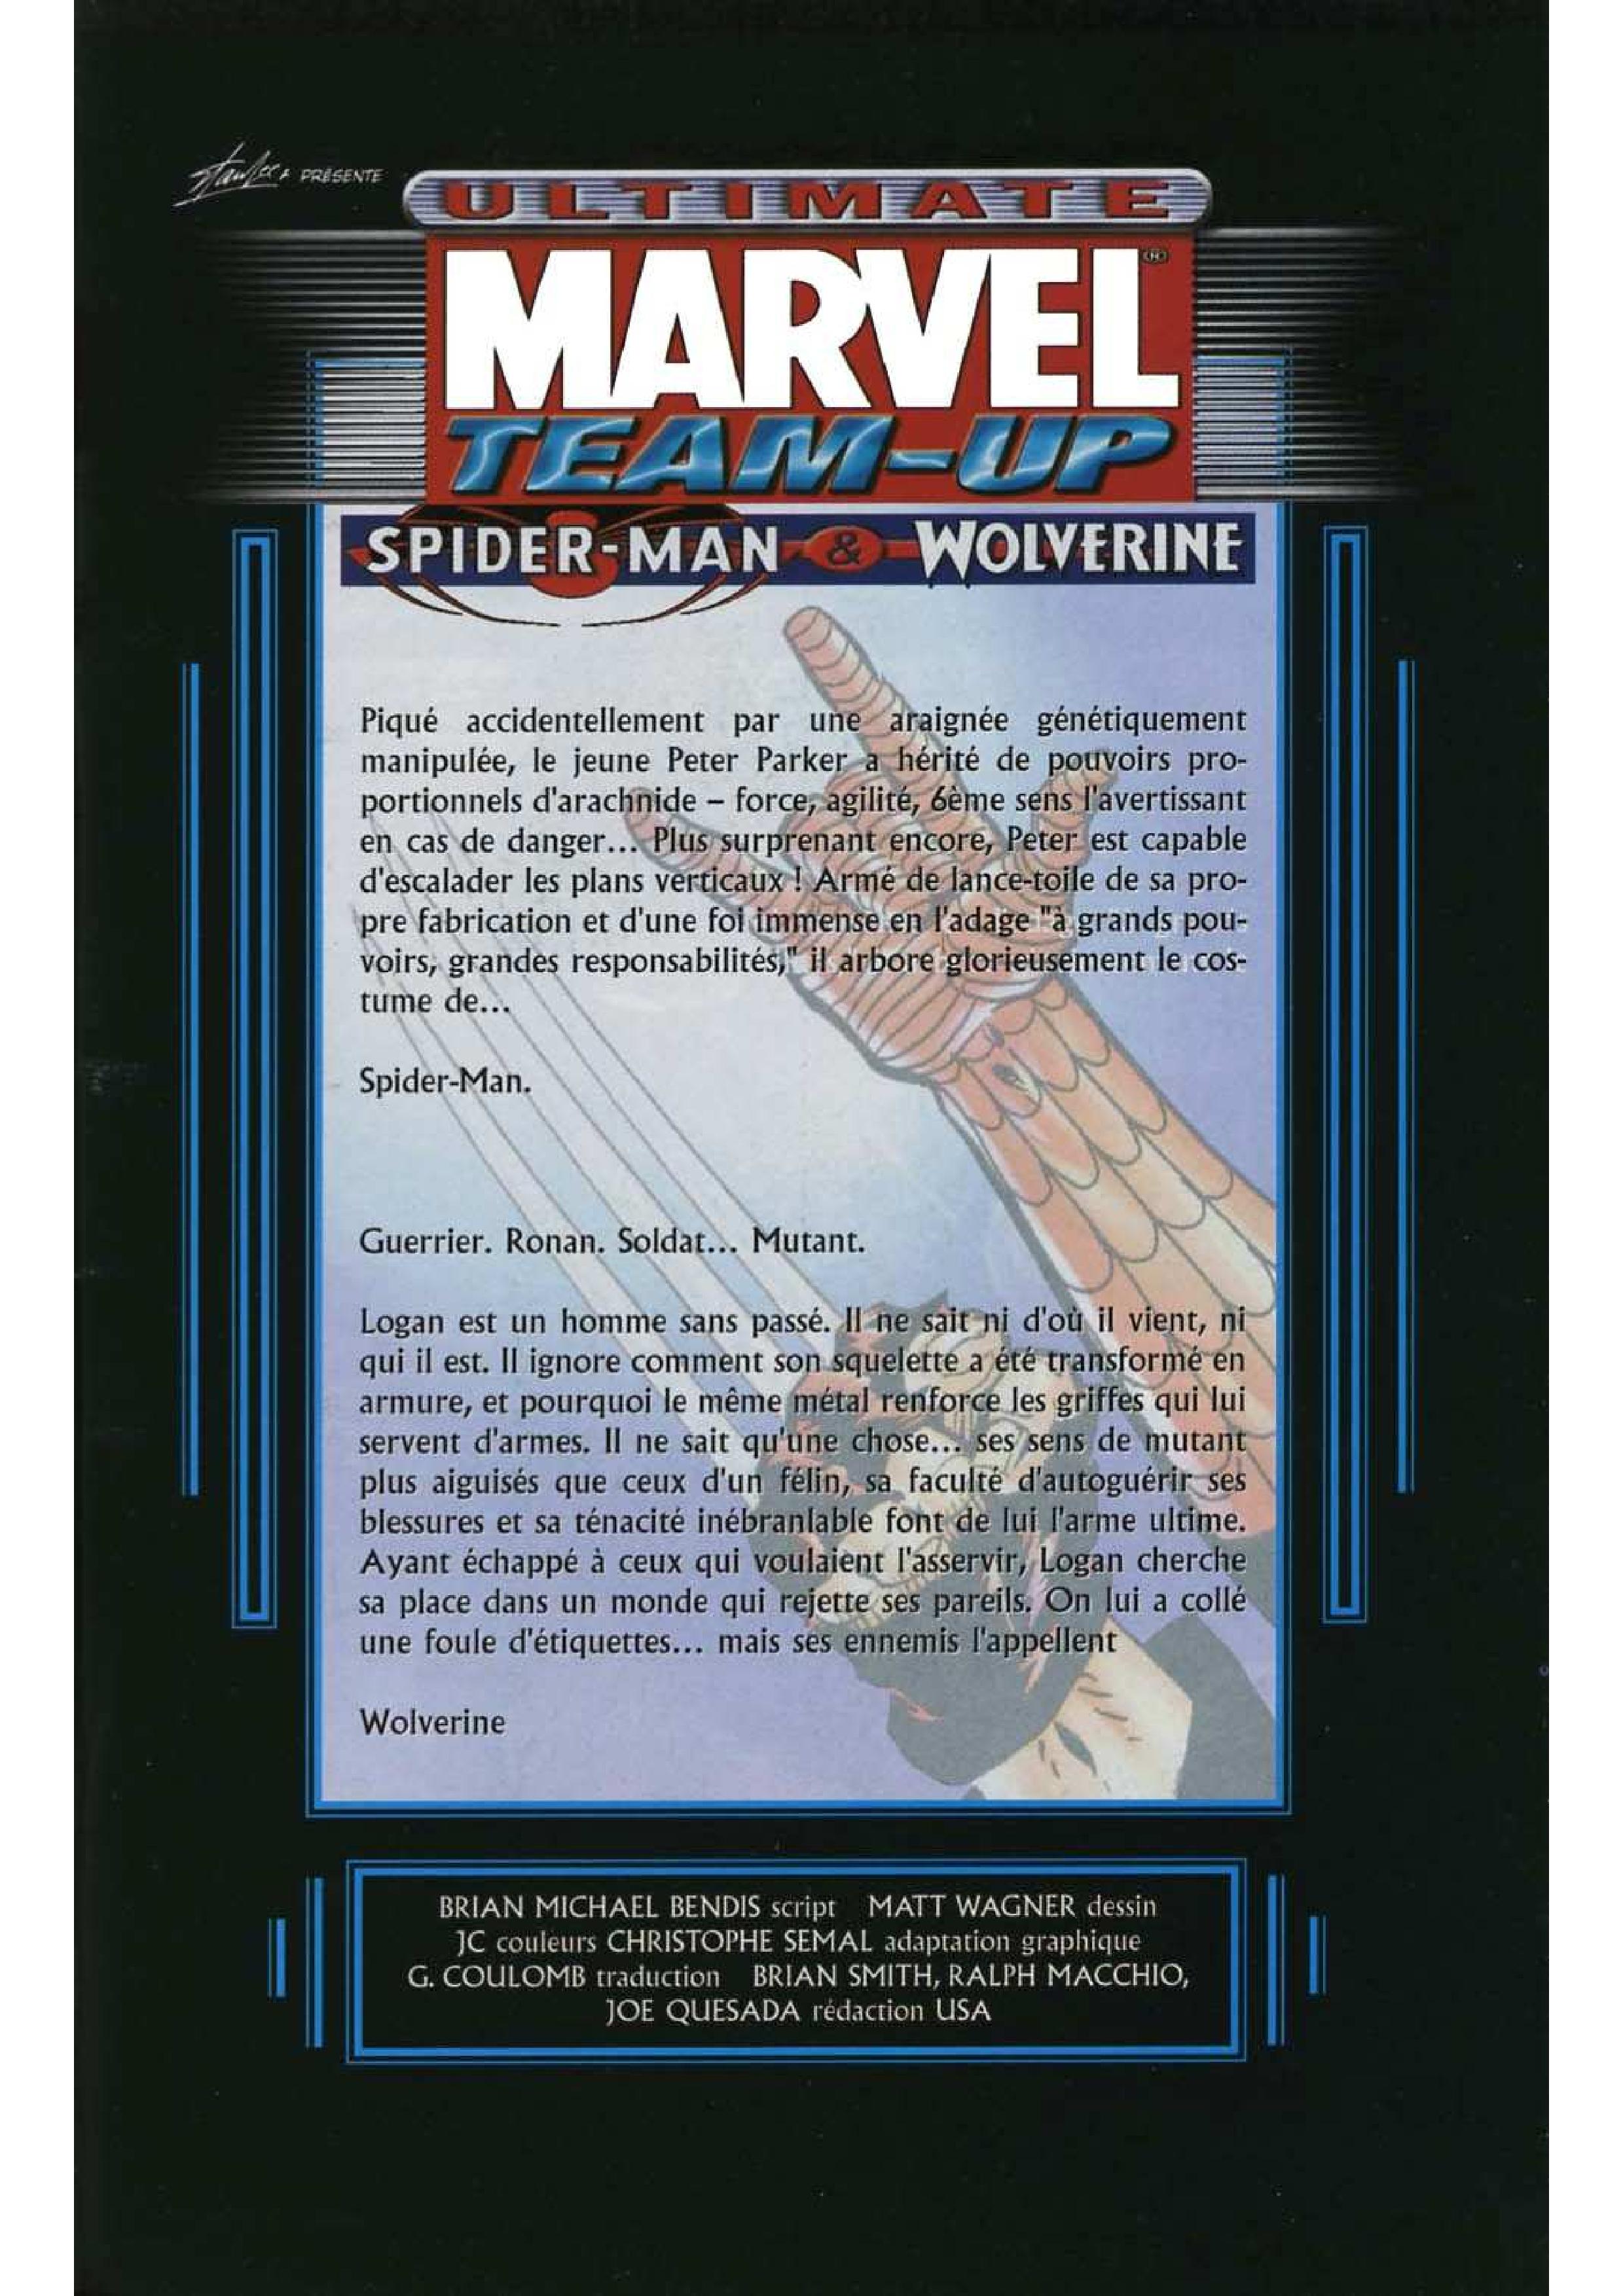 Stan Lee PRÉSENTE
ULTIMATE
MARVEL®
TEAM-UP
SPIDER-MAN & WOLVERINE
Piqué accidentellement par une araignée génétiquement
manipulée, le jeune Peter Parker a hérité de pouvoirs pro-
portionnels d'arachnide – force, agilité, 6ème sens l'avertissant
en cas de danger... Plus surprenant encore, Peter est capable
d'escalader les plans verticaux ! Armé de lance-toile de sa pro-
pre fabrication et d'une foi immense en l'adage "à grands pou-
voirs, grandes responsabilités," il arbore glorieusement le cos-
tume de...
Spider-Man.
Guerrier. Ronan. Soldat... Mutant.
Logan est un homme sans passé. Il ne sait ni d'où il vient, ni
qui il est. Il ignore comment son squelette a été transformé en
armure, et pourquoi le même métal renforce les griffes qui lui
servent d'armes. Il ne sait qu'une chose... ses sens de mutant
plus aiguisés que ceux d'un félin, sa faculté d'autoguérir ses
blessures et sa ténacité inébranlable font de lui l'arme ultime.
Ayant échappé à ceux qui voulaient l'asservir, Logan cherche
sa place dans un monde qui rejette ses pareils. On lui a collé
une foule d'étiquettes... mais ses ennemis l'appellent
Wolverine
BRIAN MICHAEL BENDIS script MATT WAGNER dessin
JC couleurs CHRISTOPHE SEMAL adaptation graphique
G. COULOMB traduction BRIAN SMITH, RALPH MACCHIO,
JOE QUESADA rédaction USA